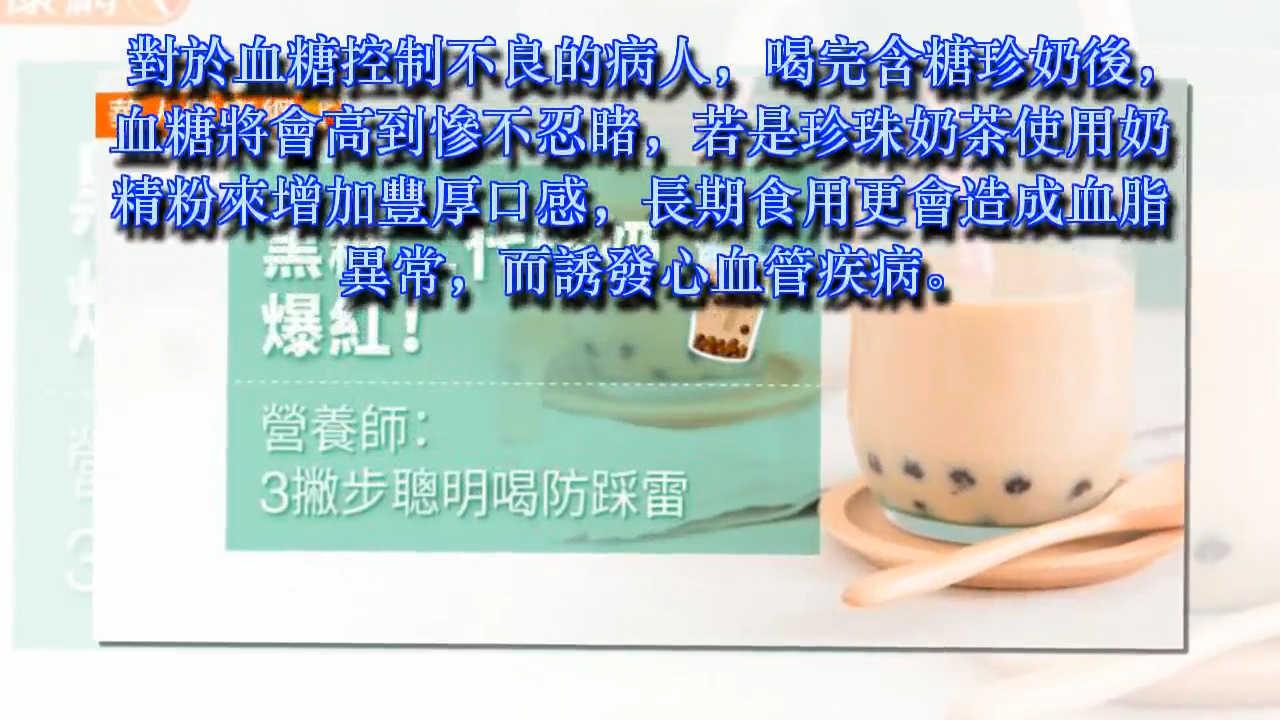 對於血糖控制不良的病人，喝完含糖珍奶後，
血糖將會高到慘不忍睹，若是珍珠奶茶使用奶
精粉來增加豐厚口感，長期食用更會造成血脂
異常，而誘發心血管疾病。
爆紅！
營養師：
3撇步聰明喝防踩雷